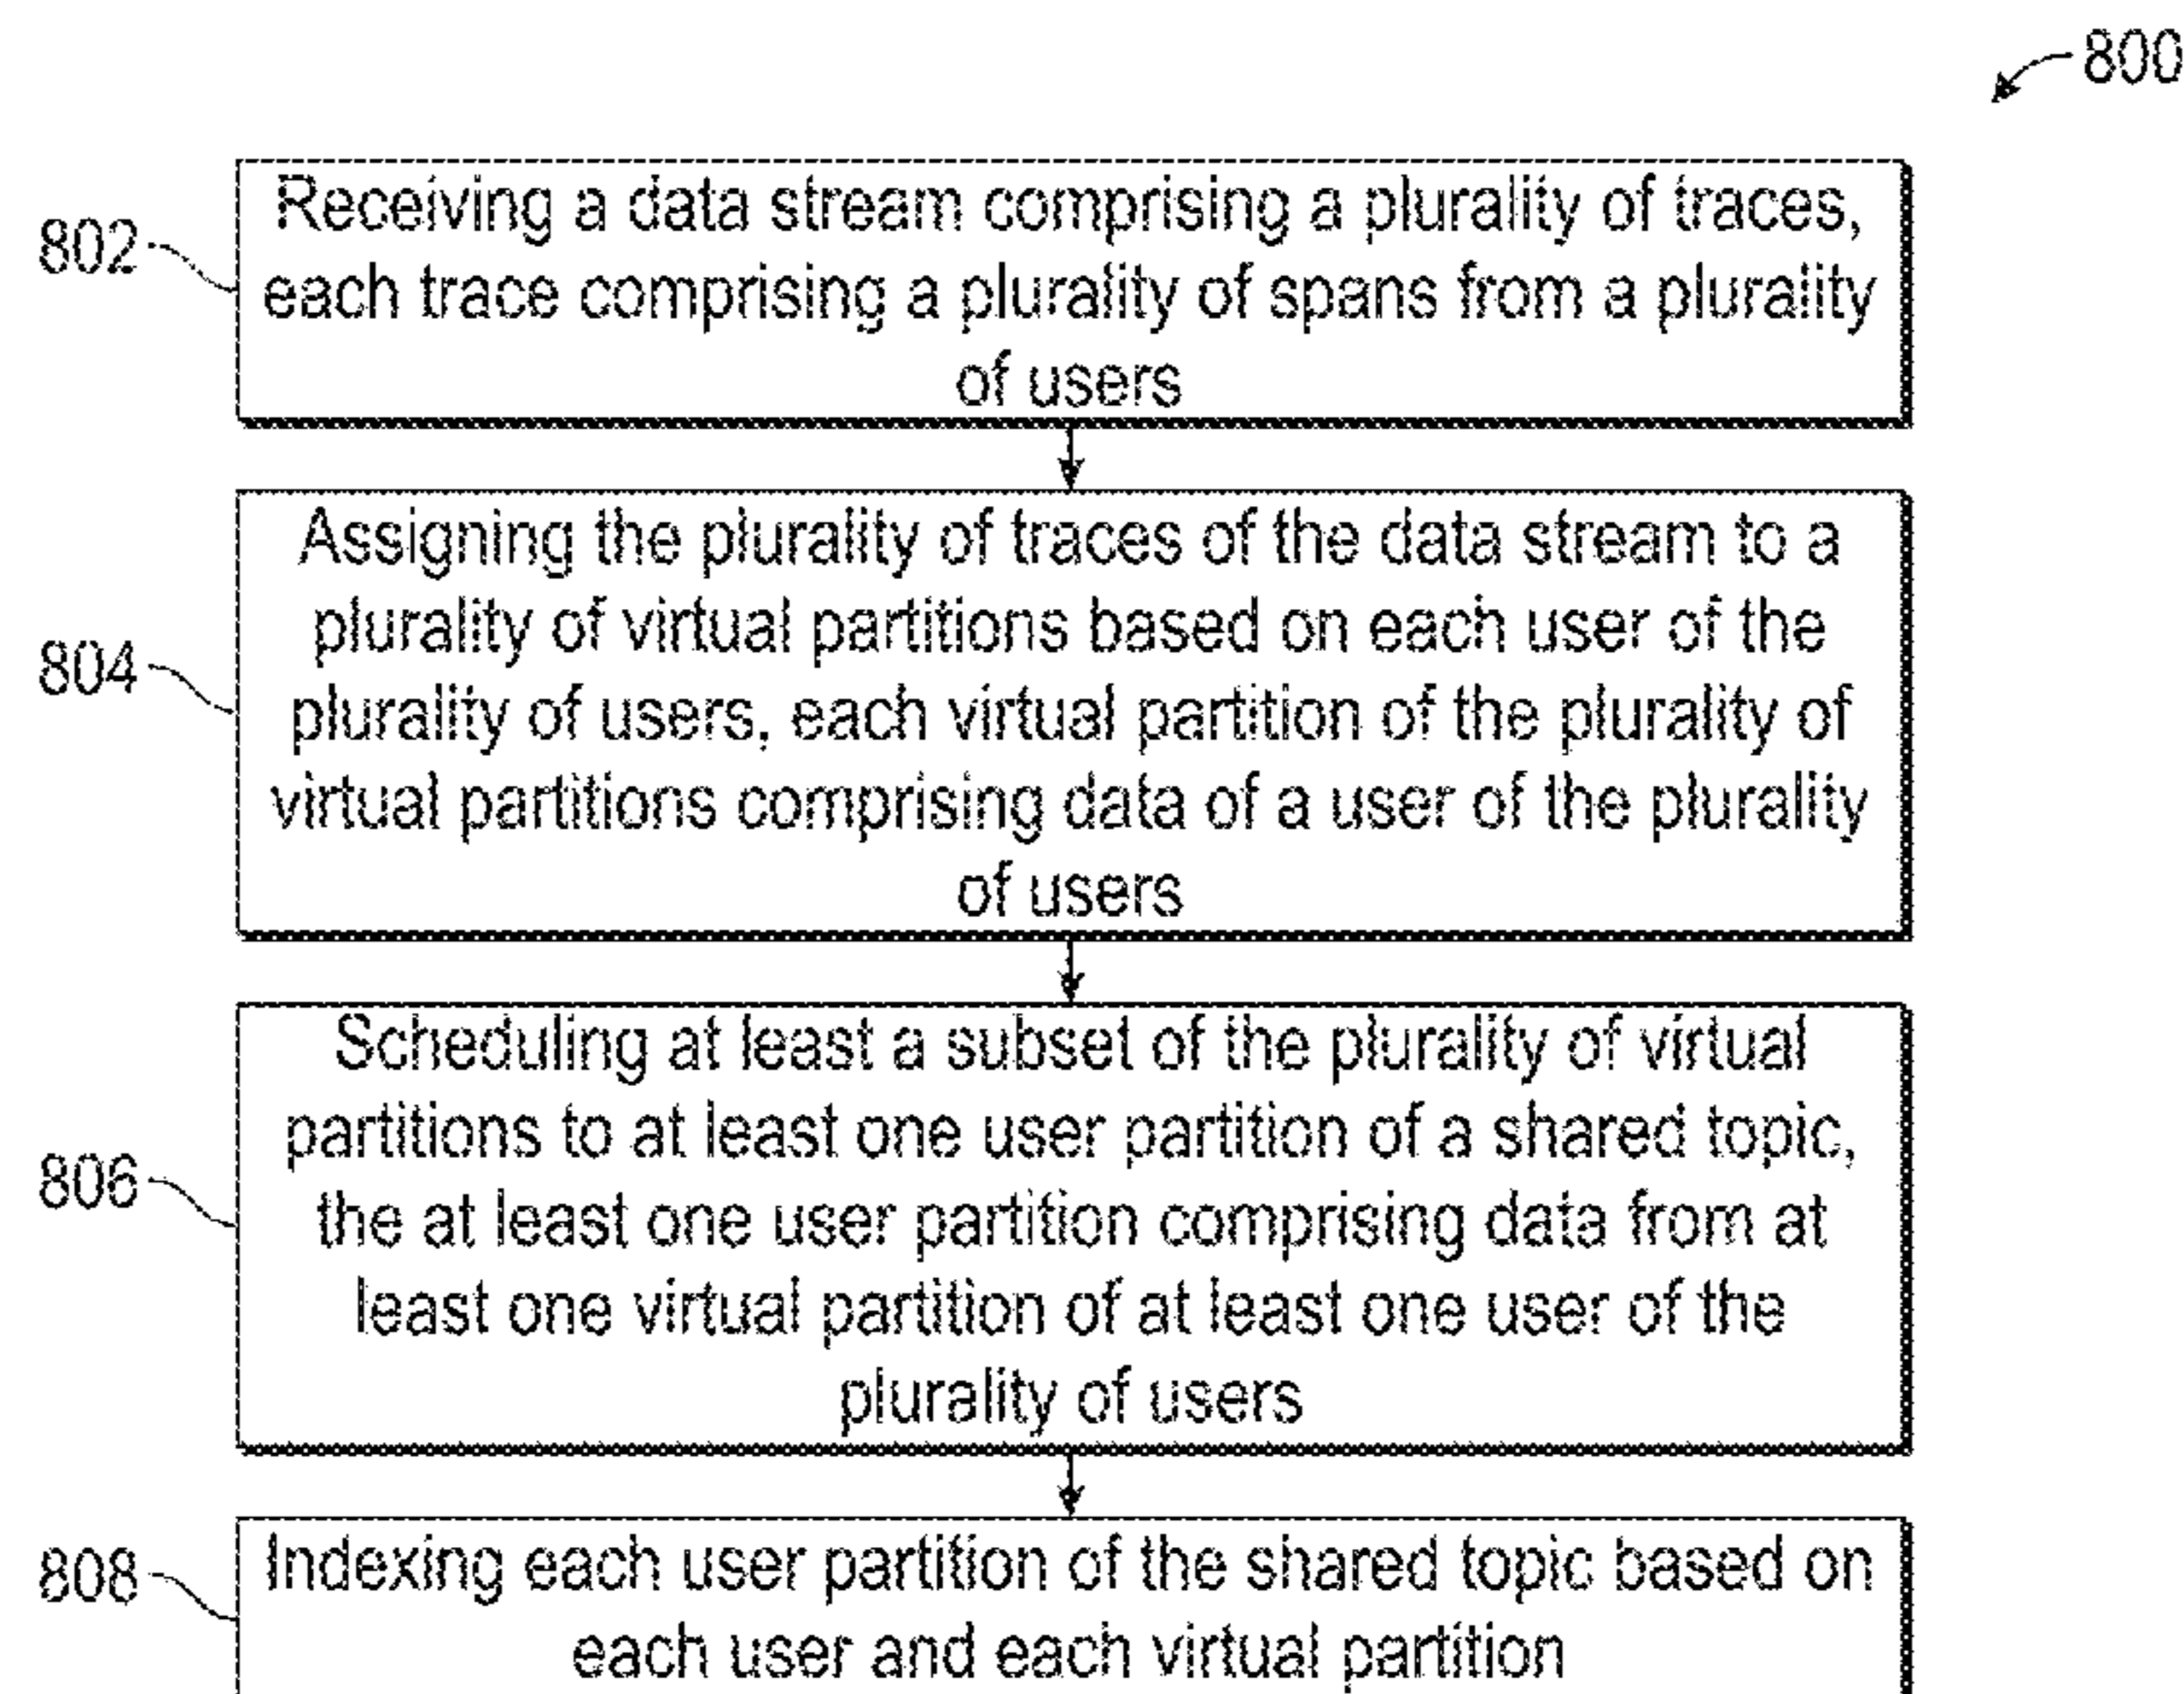 800
802
Receiving a data stream comprising a plurality of traces,
each trace comprising a plurality of spans from a plurality
of users
804
Assigning the plurality of traces of the data stream to a
plurality of virtual partitions based on each user of the
plurality of users, each virtual partition of the plurality of
virtual partitions comprising data of a user of the plurality
of users
806
Scheduling at least a subset of the plurality of virtual
partitions to at least one user partition of a shared topic,
the at least one user partition comprising data from at
least one virtual partition of at least one user of the
plurality of users
808
Indexing each user partition of the shared topic based on
each user and each virtual partition